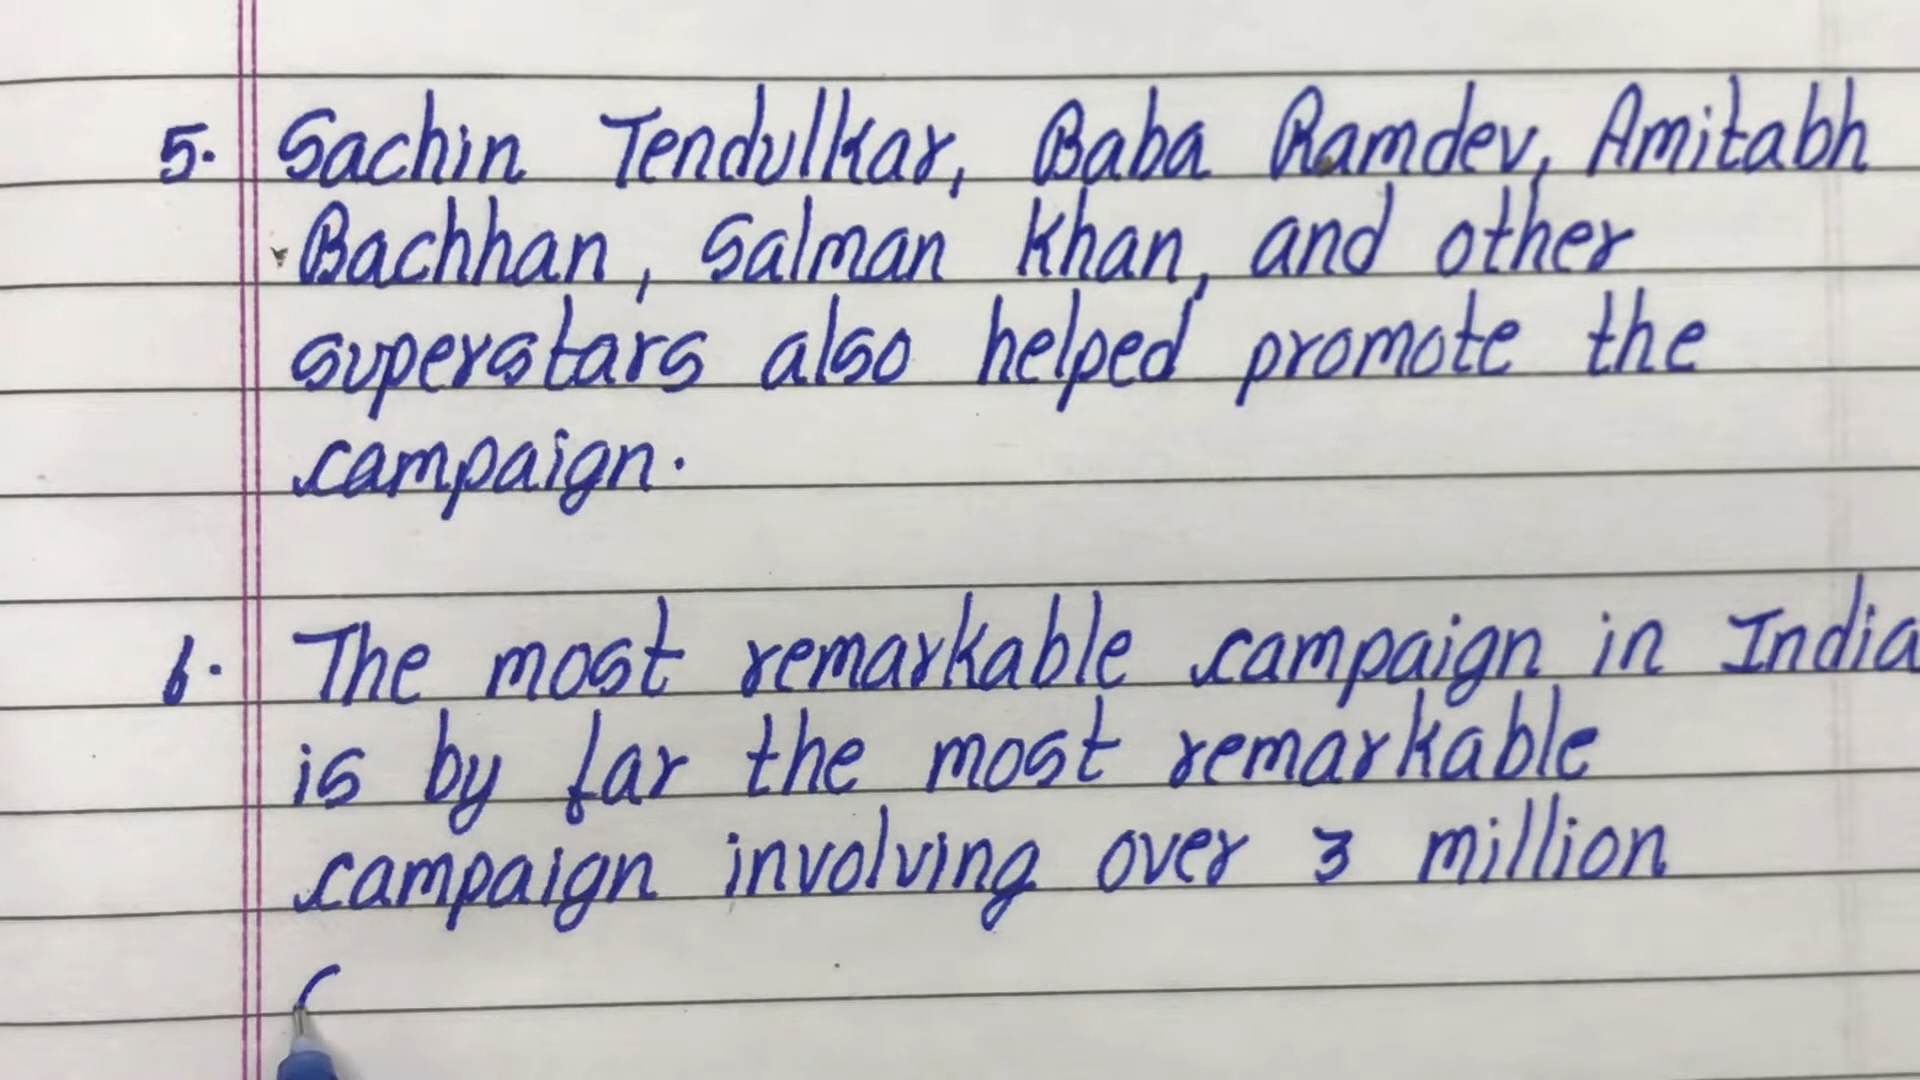 5. Sachin Tendulkar, Baba Ramdev, Amitabh
Bachhan, Salman Khan, and other
superstars also helped promote the
campaign.
6. The most remarkable campaign in India
is by far the most remarkable
campaign involving over 3 million